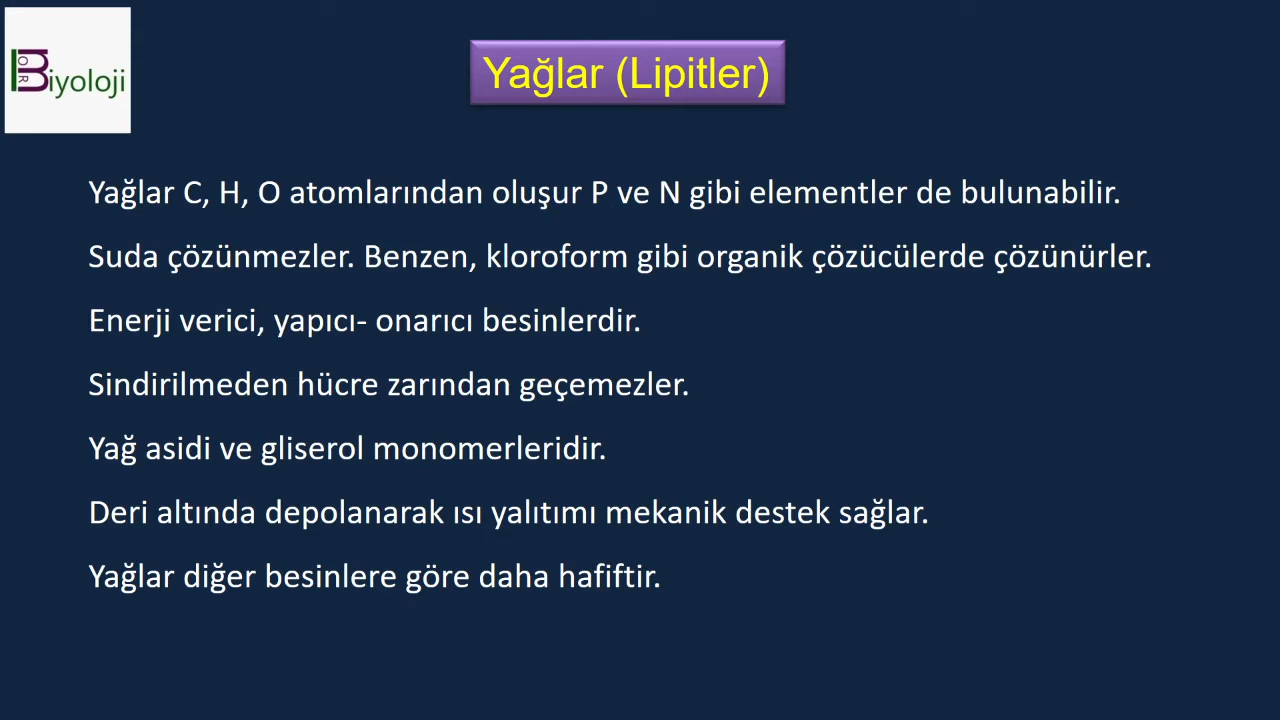 BİOR
Biyoloji
Yağlar (Lipitler)
Yağlar C, H, O atomlarından oluşur P ve N gibi elementler de bulunabilir.
Suda çözünmezler. Benzen, kloroform gibi organik çözücülerde çözünürler.
Enerji verici, yapıcı- onarıcı besinlerdir.
Sindirilmeden hücre zarından geçemezler.
Yağ asidi ve gliserol monomerleridir.
Deri altında depolanarak ısı yalıtımı mekanik destek sağlar.
Yağlar diğer besinlere göre daha hafiftir.